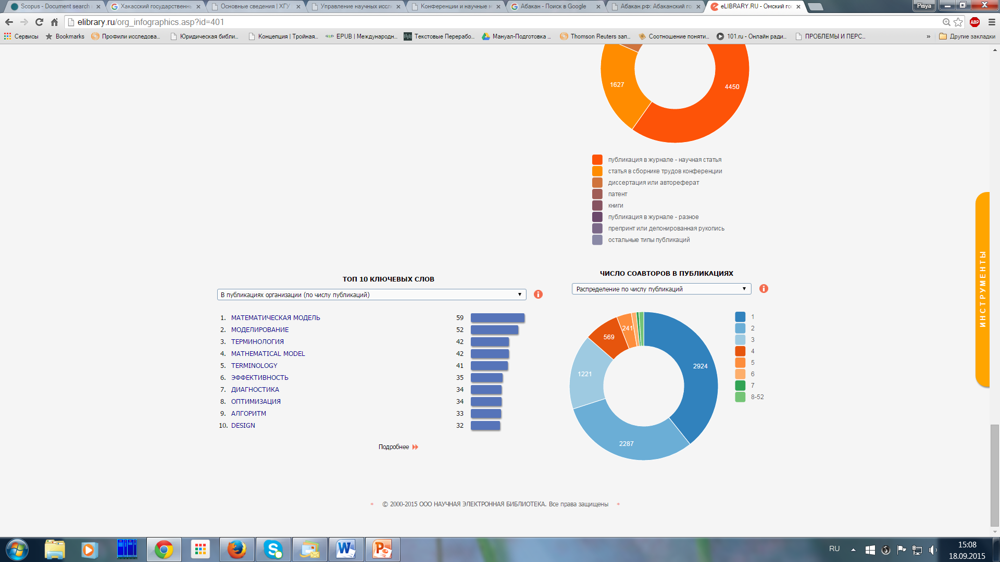 Scopus - Document search
Хакасский государственнь
Основные сведения | ХГУ
Управление научных иссле
Конференции и научные м
Абакан - Поиск в Google
Абакан.рф: Абаканский го
eLIBRARY.RU - Омский гос
Pisya
elibrary.ru/org_infographics.asp?id=401
ABP
Сервисы
Bookmarks
Профили исследова...
Юридическая библи...
Концепция | Тройная...
EPUB | Международн...
Текстовые Перерабо...
Мануал-Подготовка ...
Thomson Reuters зап...
Соотношение поняти...
101.ru - Онлайн ради...
ПРОБЛЕМЫ И ПЕРС...
»
Другие закладки
1627
4450
публикация в журнале - научная статья
статья в сборнике трудов конференции
диссертация или автореферат
патент
книги
публикация в журнале - разное
препринт или депонированная рукопись
остальные типы публикаций
ИНСТРУМЕНТЫ
ТОП 10 КЛЮЧЕВЫХ СЛОВ
В публикациях организации (по числу публикаций)
1. МАТЕМАТИЧЕСКАЯ МОДЕЛЬ 59
2. МОДЕЛИРОВАНИЕ 52
3. ТЕРМИНОЛОГИЯ 42
4. MATHEMATICAL MODEL 42
5. TERMINOLOGY 41
6. ЭФФЕКТИВНОСТЬ 35
7. ДИАГНОСТИКА 34
8. ОПТИМИЗАЦИЯ 34
9. АЛГОРИТМ 33
10. DESIGN 32
Подробнее
ЧИСЛО СОАВТОРОВ В ПУБЛИКАЦИЯХ
Распределение по числу публикаций
241
569
2924
1221
2287
1
2
3
4
5
6
7
8-52
* © 2000-2015 ООО НАУЧНАЯ ЭЛЕКТРОННАЯ БИБЛИОТЕКА. Все права защищены *
RU
15:08
18.09.2015